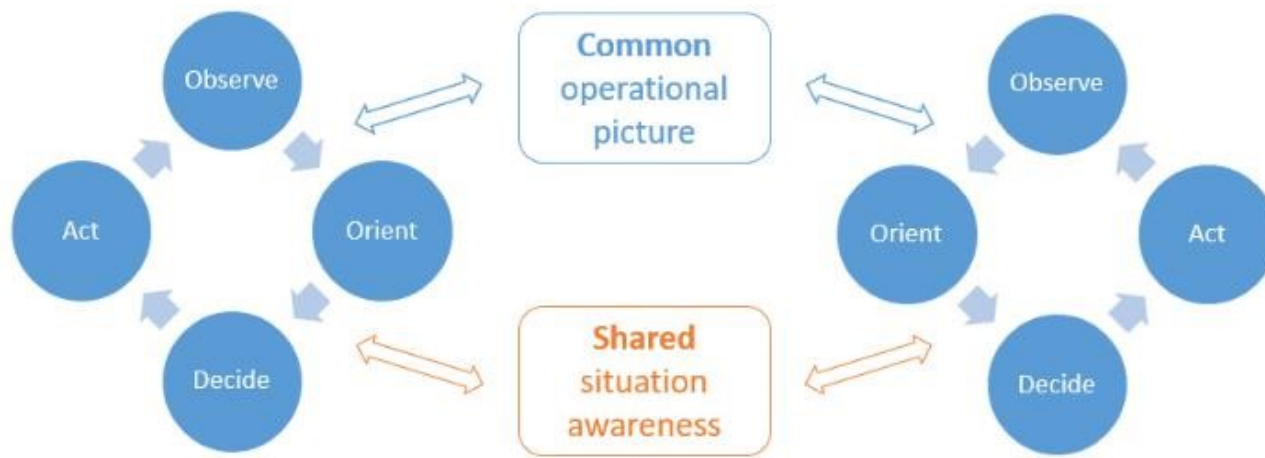 Observe
Act
Orient
Decide
Common
operational
picture
Shared
situation
awareness
Observe
Orient
Act
Decide